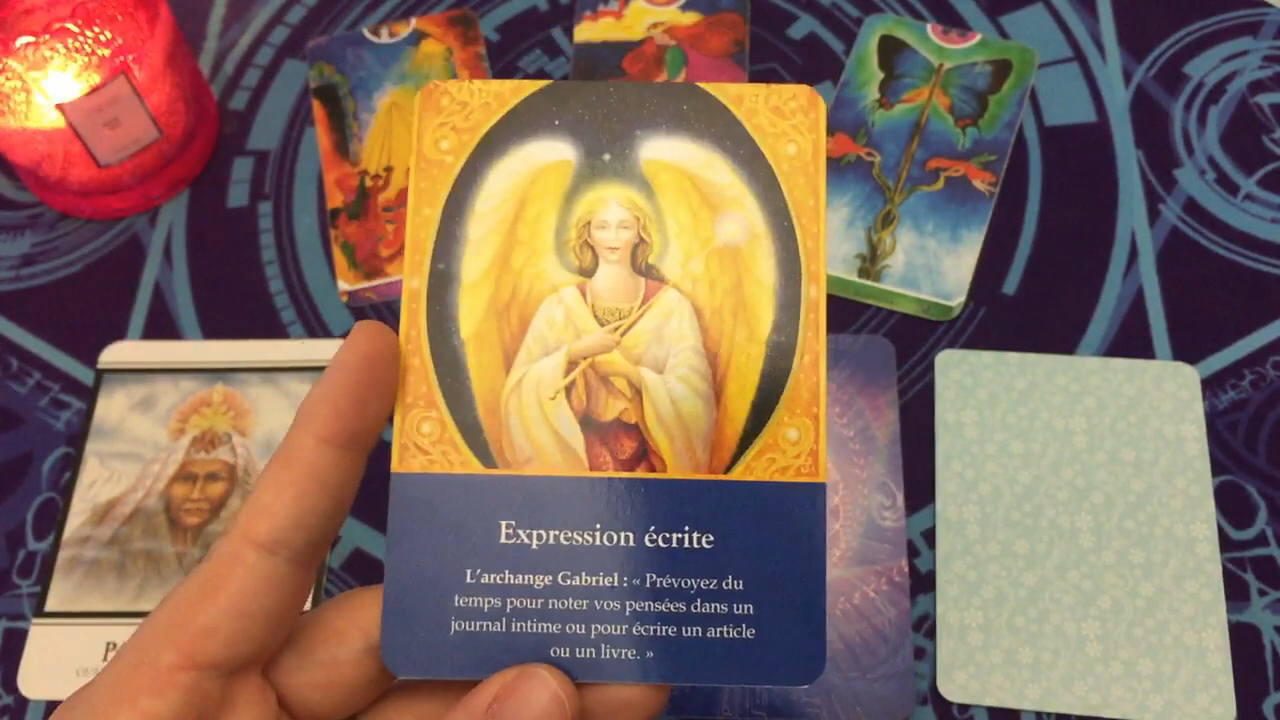 Expression écrite
L'archange Gabriel : « Prévoyez du
temps pour noter vos pensées dans un
journal intime ou pour écrire un article
ou un livre. »